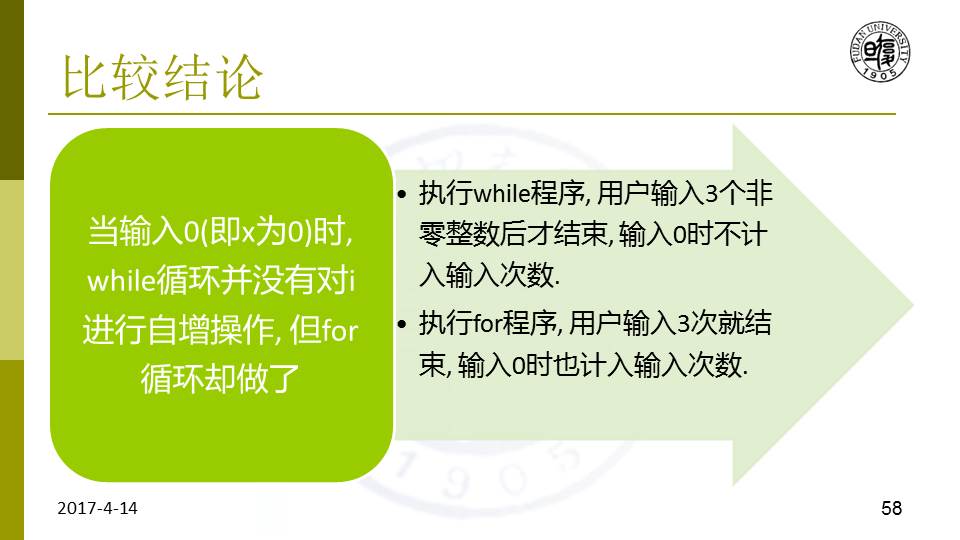 比较结论
FUDAN UNIVERSITY
1905
当输入0(即x为0)时,
while循环并没有对i
进行自增操作, 但for
循环却做了
• 执行while程序, 用户输入3个非
零整数后才结束, 输入0时不计
入输入次数.
• 执行for程序, 用户输入3次就结
束, 输入0时也计入输入次数.
1905
2017-4-14
58